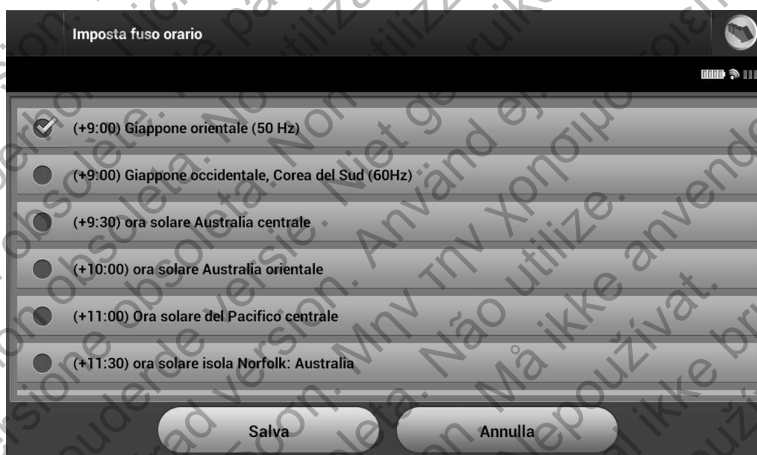 Imposta fuso orario
(+9:00) Giappone orientale (50 Hz)
(+9:00) Giappone occidentale, Corea del Sud (60Hz)
(+9:30) ora solare Australia centrale
(+10:00) ora solare Australia orientale
(+11:00) Ora solare del Pacifico centrale
(+11:30) ora solare isola Norfolk: Australia
Salva
Annulla